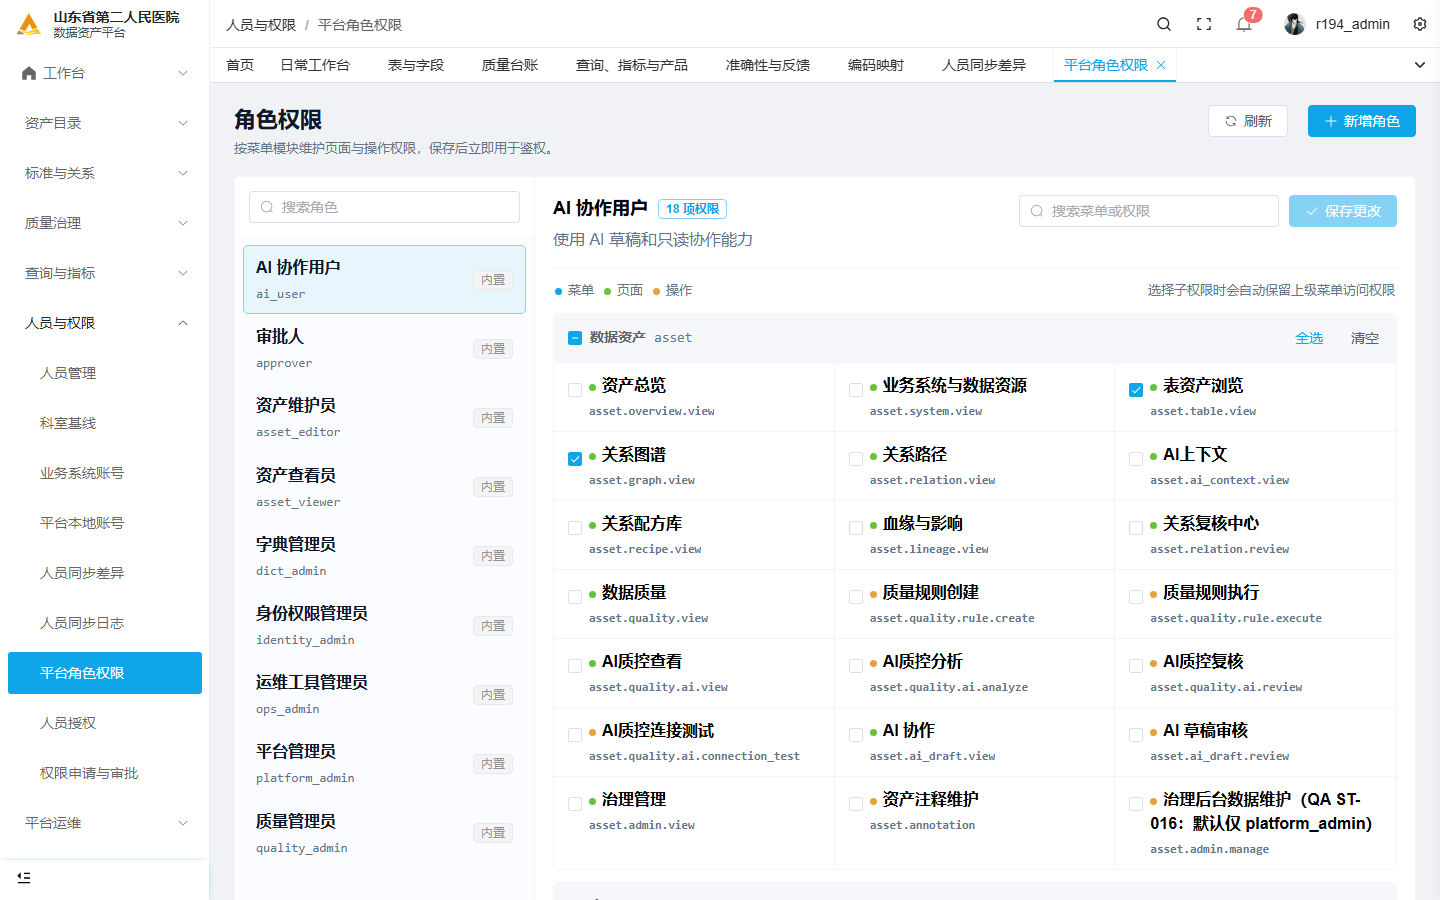 山东省第二人民医院
数据资产平台
工作台
资产目录
标准与关系
质量治理
查询与指标
人员与权限
人员管理
科室基线
业务系统账号
平台本地账号
人员同步差异
人员同步日志
平台角色权限
人员授权
权限申请与审批
平台运维
人员与权限 / 平台角色权限
7
r194_admin
首页 日常工作台 表与字段 质量台账 查询、指标与产品 准确性与反馈 编码映射 人员同步差异 平台角色权限
角色权限
按菜单模块维护页面与操作权限，保存后立即用于鉴权。
刷新
新增角色
搜索角色
AI 协作用户
ai_user
内置
审批人
approver
内置
资产维护员
asset_editor
内置
资产查看员
asset_viewer
内置
字典管理员
dict_admin
内置
身份权限管理员
identity_admin
内置
运维工具管理员
ops_admin
内置
平台管理员
platform_admin
内置
质量管理员
quality_admin
内置
AI 协作用户 18 项权限
使用 AI 草稿和只读协作能力
搜索菜单或权限
保存更改
菜单 页面 操作
选择子权限时会自动保留上级菜单访问权限
数据资产 asset
全选 清空
资产总览
asset.overview.view
业务系统与数据资源
asset.system.view
表资产浏览
asset.table.view
关系图谱
asset.graph.view
关系路径
asset.relation.view
AI上下文
asset.ai_context.view
关系配方库
asset.recipe.view
血缘与影响
asset.lineage.view
关系复核中心
asset.relation.review
数据质量
asset.quality.view
质量规则创建
asset.quality.rule.create
质量规则执行
asset.quality.rule.execute
AI质控查看
asset.quality.ai.view
AI质控分析
asset.quality.ai.analyze
AI质控复核
asset.quality.ai.review
AI质控连接测试
asset.quality.ai.connection_test
AI 协作
asset.ai_draft.view
AI 草稿审核
asset.ai_draft.review
治理管理
asset.admin.view
资产注释维护
asset.annotation
治理后台数据维护（QA ST-
016：默认仅 platform_admin）
asset.admin.manage